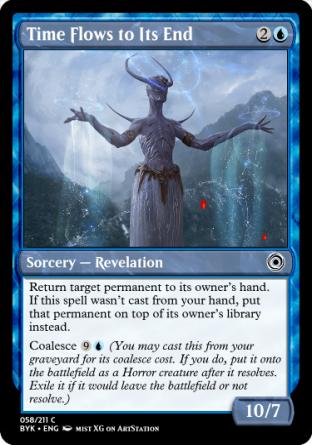 Time Flows to Its End 2
Sorcery — Revelation
Return target permanent to its owner's hand.
If this spell wasn't cast from your hand, put
that permanent on top of its owner's library
instead.
Coalesce 9 (You may cast this from your
graveyard for its coalesce cost. If you do, put it onto
the battlefield as a Horror creature after it resolves.
Exile it if it would leave the battlefield or not
resolve.)
10/7
058/211 C
BYK • ENG MIST XG ON ARTSTATION